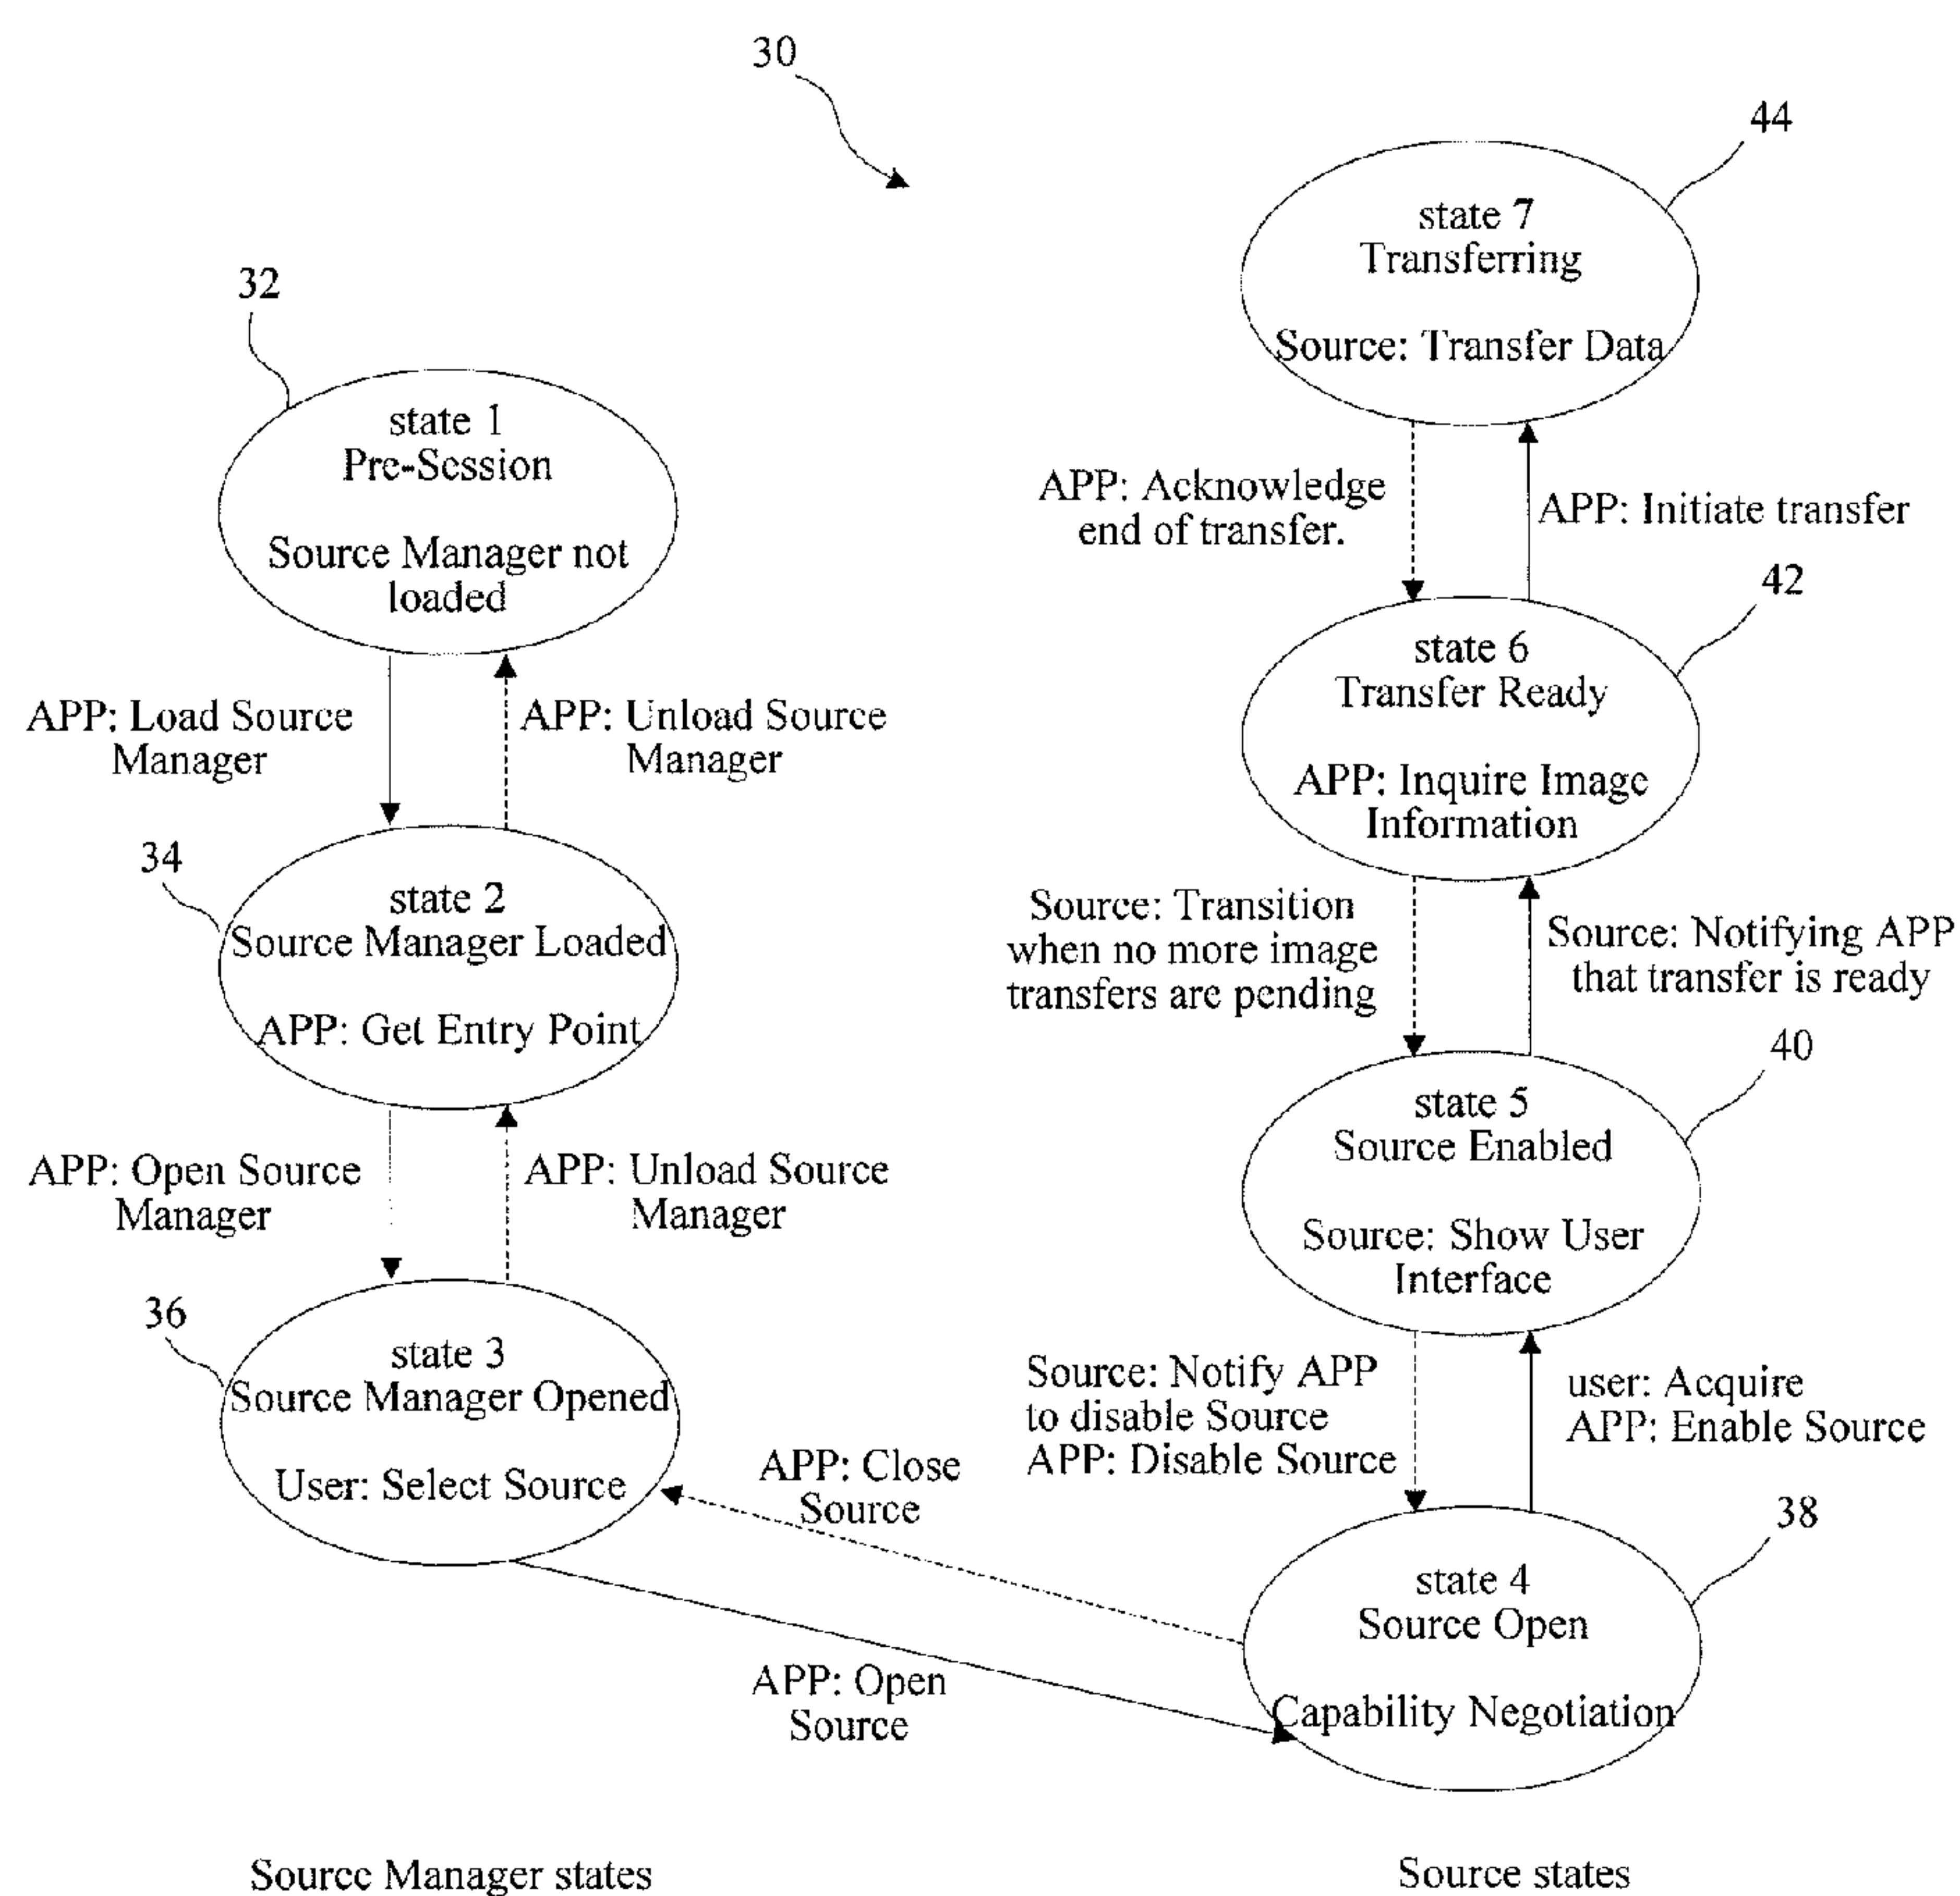 30
44
state 7
Transferring
Source: Transfer Data
32
state 1
Pre-Session
Source Manager not
loaded
APP: Acknowledge
end of transfer.
APP: Initiate transfer
42
state 6
Transfer Ready
APP: Inquire Image
Information
APP: Load Source
Manager
APP: Unload Source
Manager
34
state 2
Source Manager Loaded
APP: Get Entry Point
Source: Transition
when no more image
transfers are pending
Source: Notifying APP
that transfer is ready
40
state 5
Source Enabled
Source: Show User
Interface
APP: Open Source
Manager
APP: Unload Source
Manager
36
state 3
Source Manager Opened
User: Select Source
Source: Notify APP
to disable Source
APP: Disable Source
user: Acquire
APP: Enable Source
APP: Close
Source
38
state 4
Source Open
Capability Negotiation
APP: Open
Source
Source Manager states
Source states